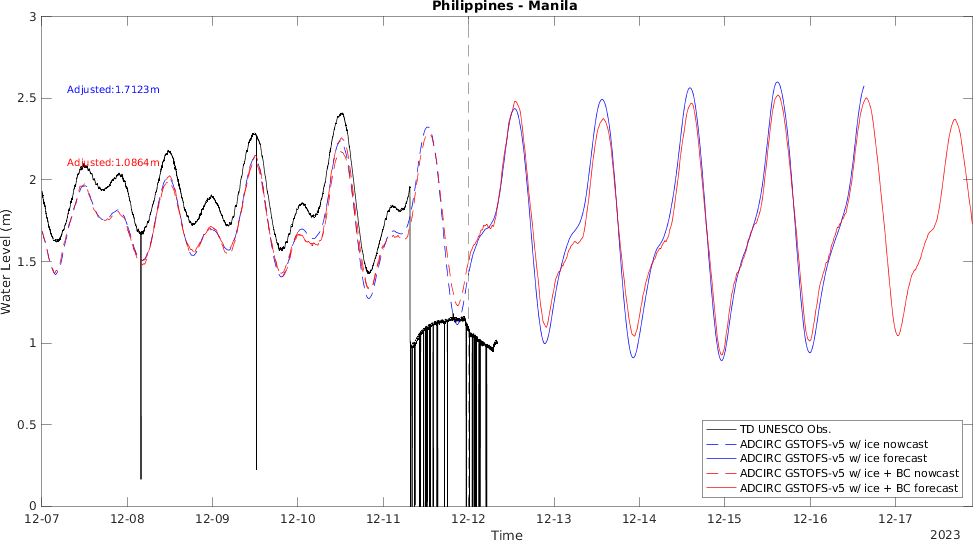 Philippines - Manila
3
2.5
2
1.5
1
0.5
0
Water Level (m)
Adjusted:1.7123m
Adjusted:1.0864m
TD UNESCO Obs.
ADCIRC GSTOFS-v5 w/ ice nowcast
ADCIRC GSTOFS-v5 w/ ice forecast
ADCIRC GSTOFS-v5 w/ ice + BC nowcast
ADCIRC GSTOFS-v5 w/ ice + BC forecast
12-07 12-08 12-09 12-10 12-11 12-12 12-13 12-14 12-15 12-16 12-17
Time
2023